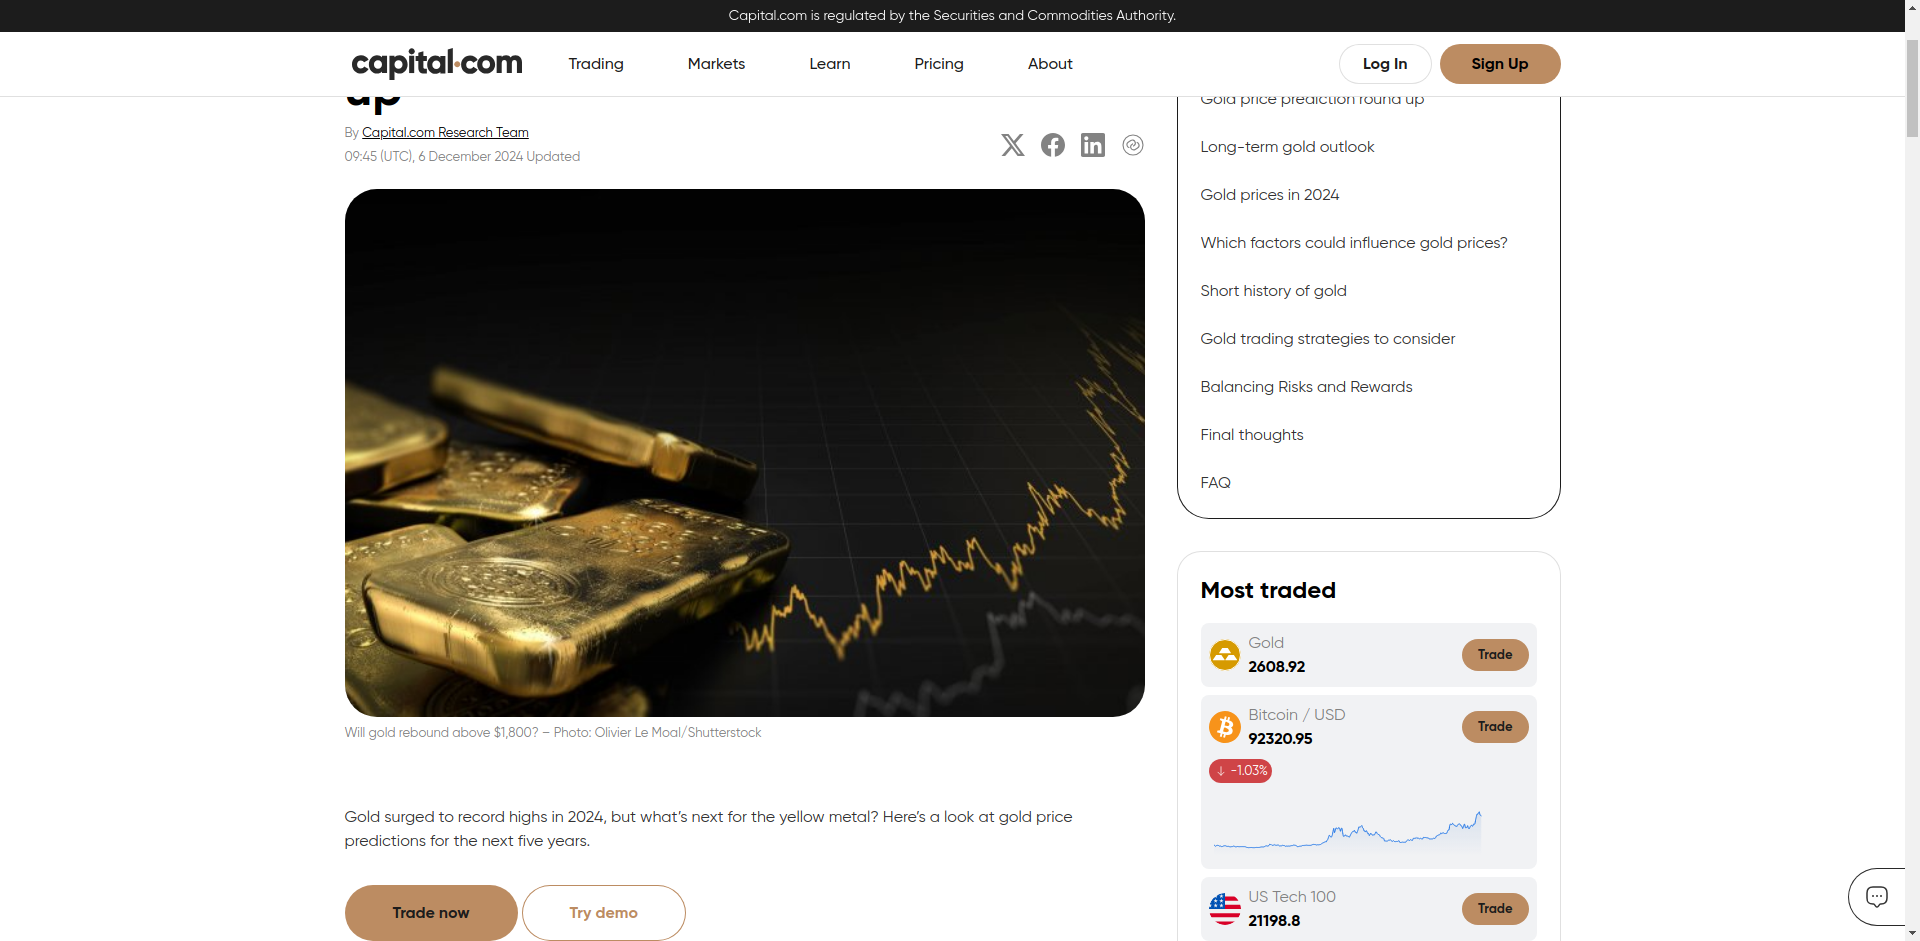 Capital.com is regulated by the Securities and Commodities Authority.
capital.com
Trading
Markets
Learn
Pricing
About
Log In
Sign Up
up
By Capital.com Research Team
09:45 (UTC), 6 December 2024 Updated
Will gold rebound above $1,800? – Photo: Olivier Le Moal/Shutterstock
Gold surged to record highs in 2024, but what’s next for the yellow metal? Here’s a look at gold price
predictions for the next five years.
Trade now
Try demo
Gold price prediction round up
Long-term gold outlook
Gold prices in 2024
Which factors could influence gold prices?
Short history of gold
Gold trading strategies to consider
Balancing Risks and Rewards
Final thoughts
FAQ
Most traded
Gold
2608.92
Trade
Bitcoin / USD
92320.95
Trade
↓ -1.03%
US Tech 100
21198.8
Trade